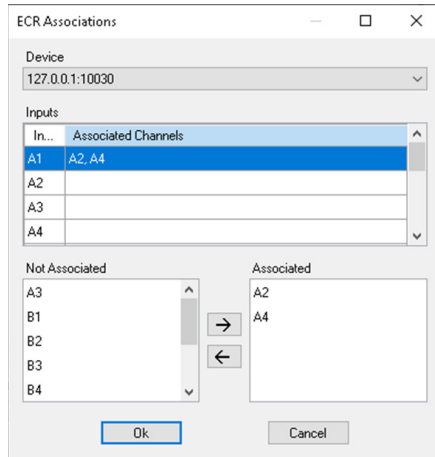 ECR Associations
Device
127.0.0.1:10030
Inputs
In... Associated Channels
A1 A2, A4
A2
A3
A4
Not Associated
Associated
A3
B1
B2
B3
B4
A2
A4
Ok Cancel